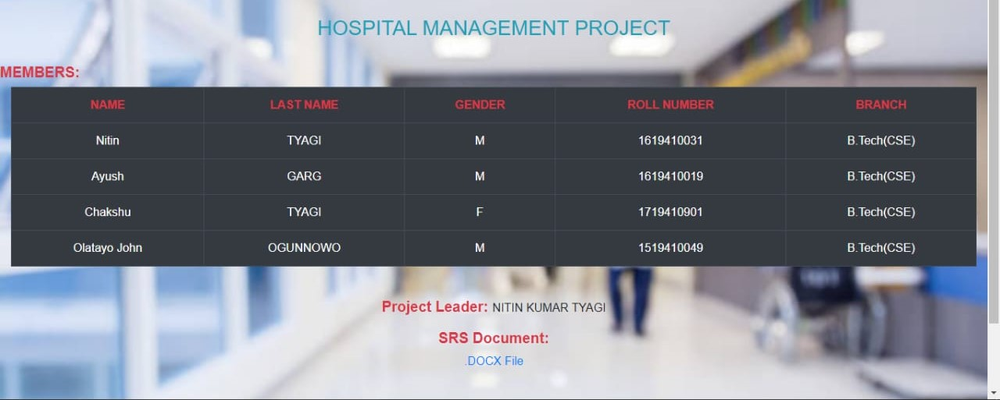 HOSPITAL MANAGEMENT PROJECT
MEMBERS:
NAME LAST NAME GENDER ROLL NUMBER BRANCH
Nitin TYAGI M 1619410031 B.Tech(CSE)
Ayush GARG M 1619410019 B.Tech(CSE)
Chakshu TYAGI F 1719410901 B.Tech(CSE)
Olatayo John OGUNNOWO M 1519410049 B.Tech(CSE)
Project Leader: NITIN KUMAR TYAGI
SRS Document:
.DOCX File